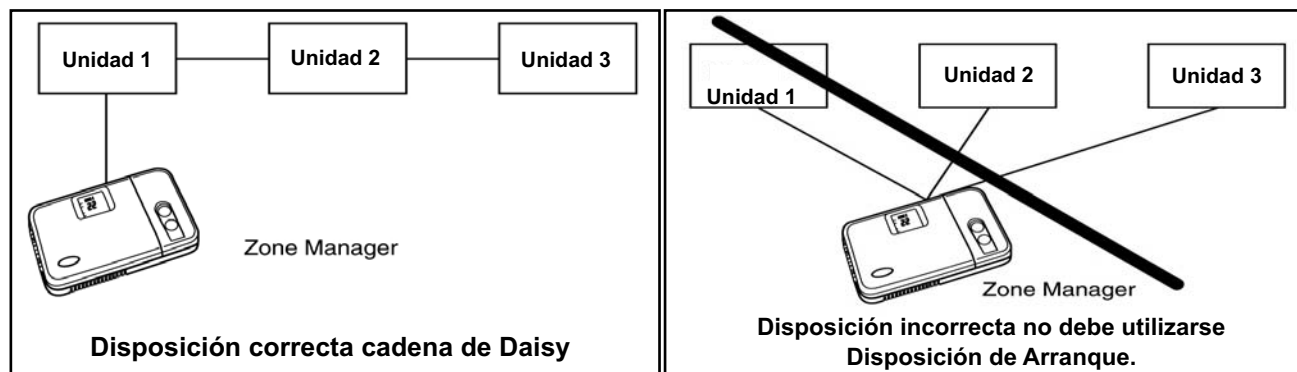 Unidad 1
Unidad 2
Unidad 3
Zone Manager
Disposición correcta cadena de Daisy
Unidad 1
Unidad 2
Unidad 3
Zone Manager
Disposición incorrecta no debe utilizarse
Disposición de Arranque.